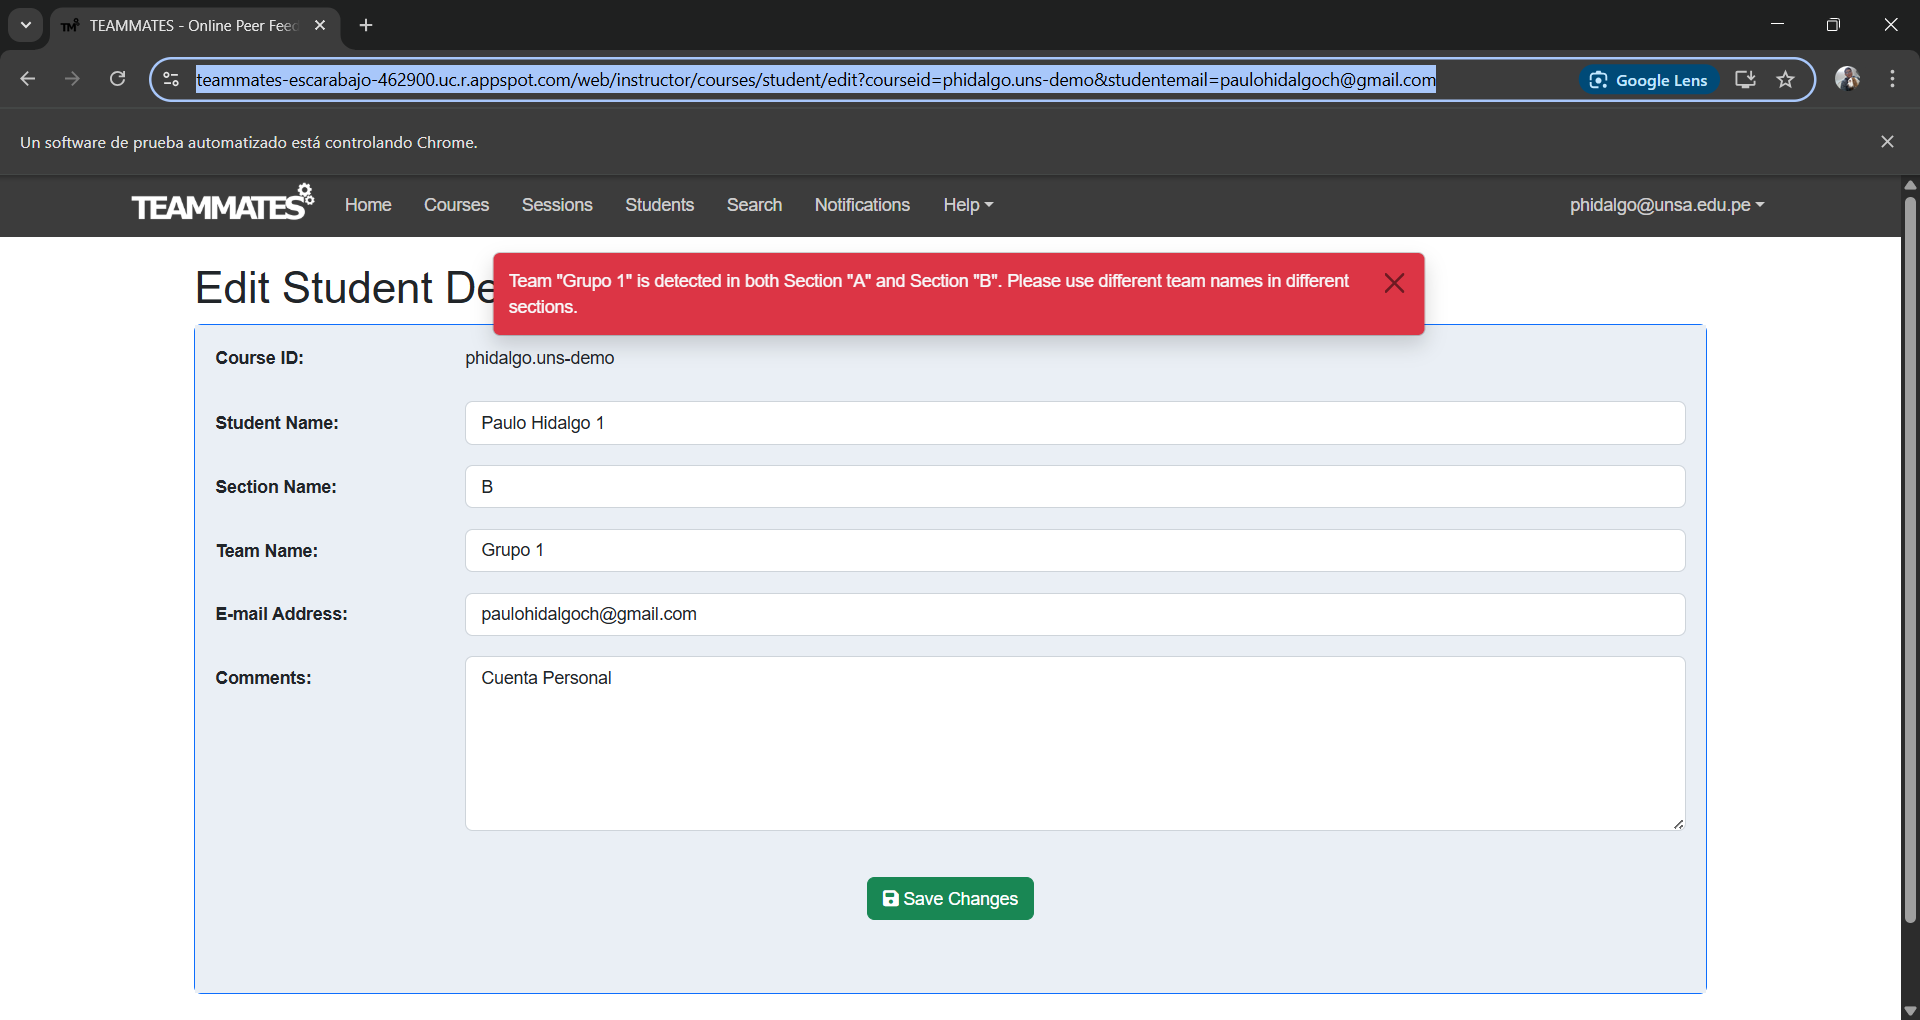 TEAMMATES - Online Peer Feed
teammates-escarabajo-462900.uc.r.appspot.com/web/instructor/courses/student/edit?courseid=phidalgo.uns-demo&studentemail=paulohidalgoch@gmail.com
Google Lens
Un software de prueba automatizado está controlando Chrome.
TEAMMATES Home Courses Sessions Students Search Notifications Help phidalgo@unsa.edu.pe
Edit Student De
Team "Grupo 1" is detected in both Section "A" and Section "B". Please use different team names in different
sections.
Course ID: phidalgo.uns-demo
Student Name: Paulo Hidalgo 1
Section Name: B
Team Name: Grupo 1
E-mail Address: paulohidalgoch@gmail.com
Comments: Cuenta Personal
Save Changes